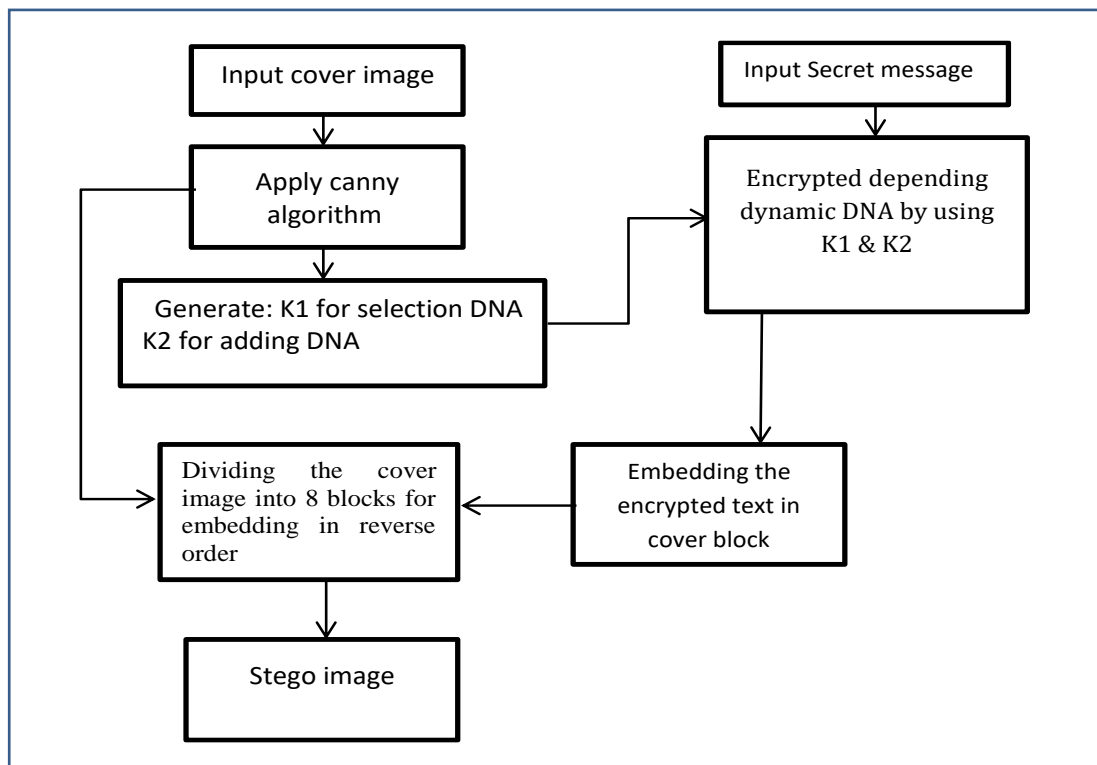 Input cover image
Input Secret message
Apply canny
algorithm
Encrypted depending
dynamic DNA by using
K1 & K2
Generate: K1 for selection DNA
K2 for adding DNA
Dividing the cover
image into 8 blocks for
embedding in reverse
order
Embedding the
encrypted text in
cover block
Stego image